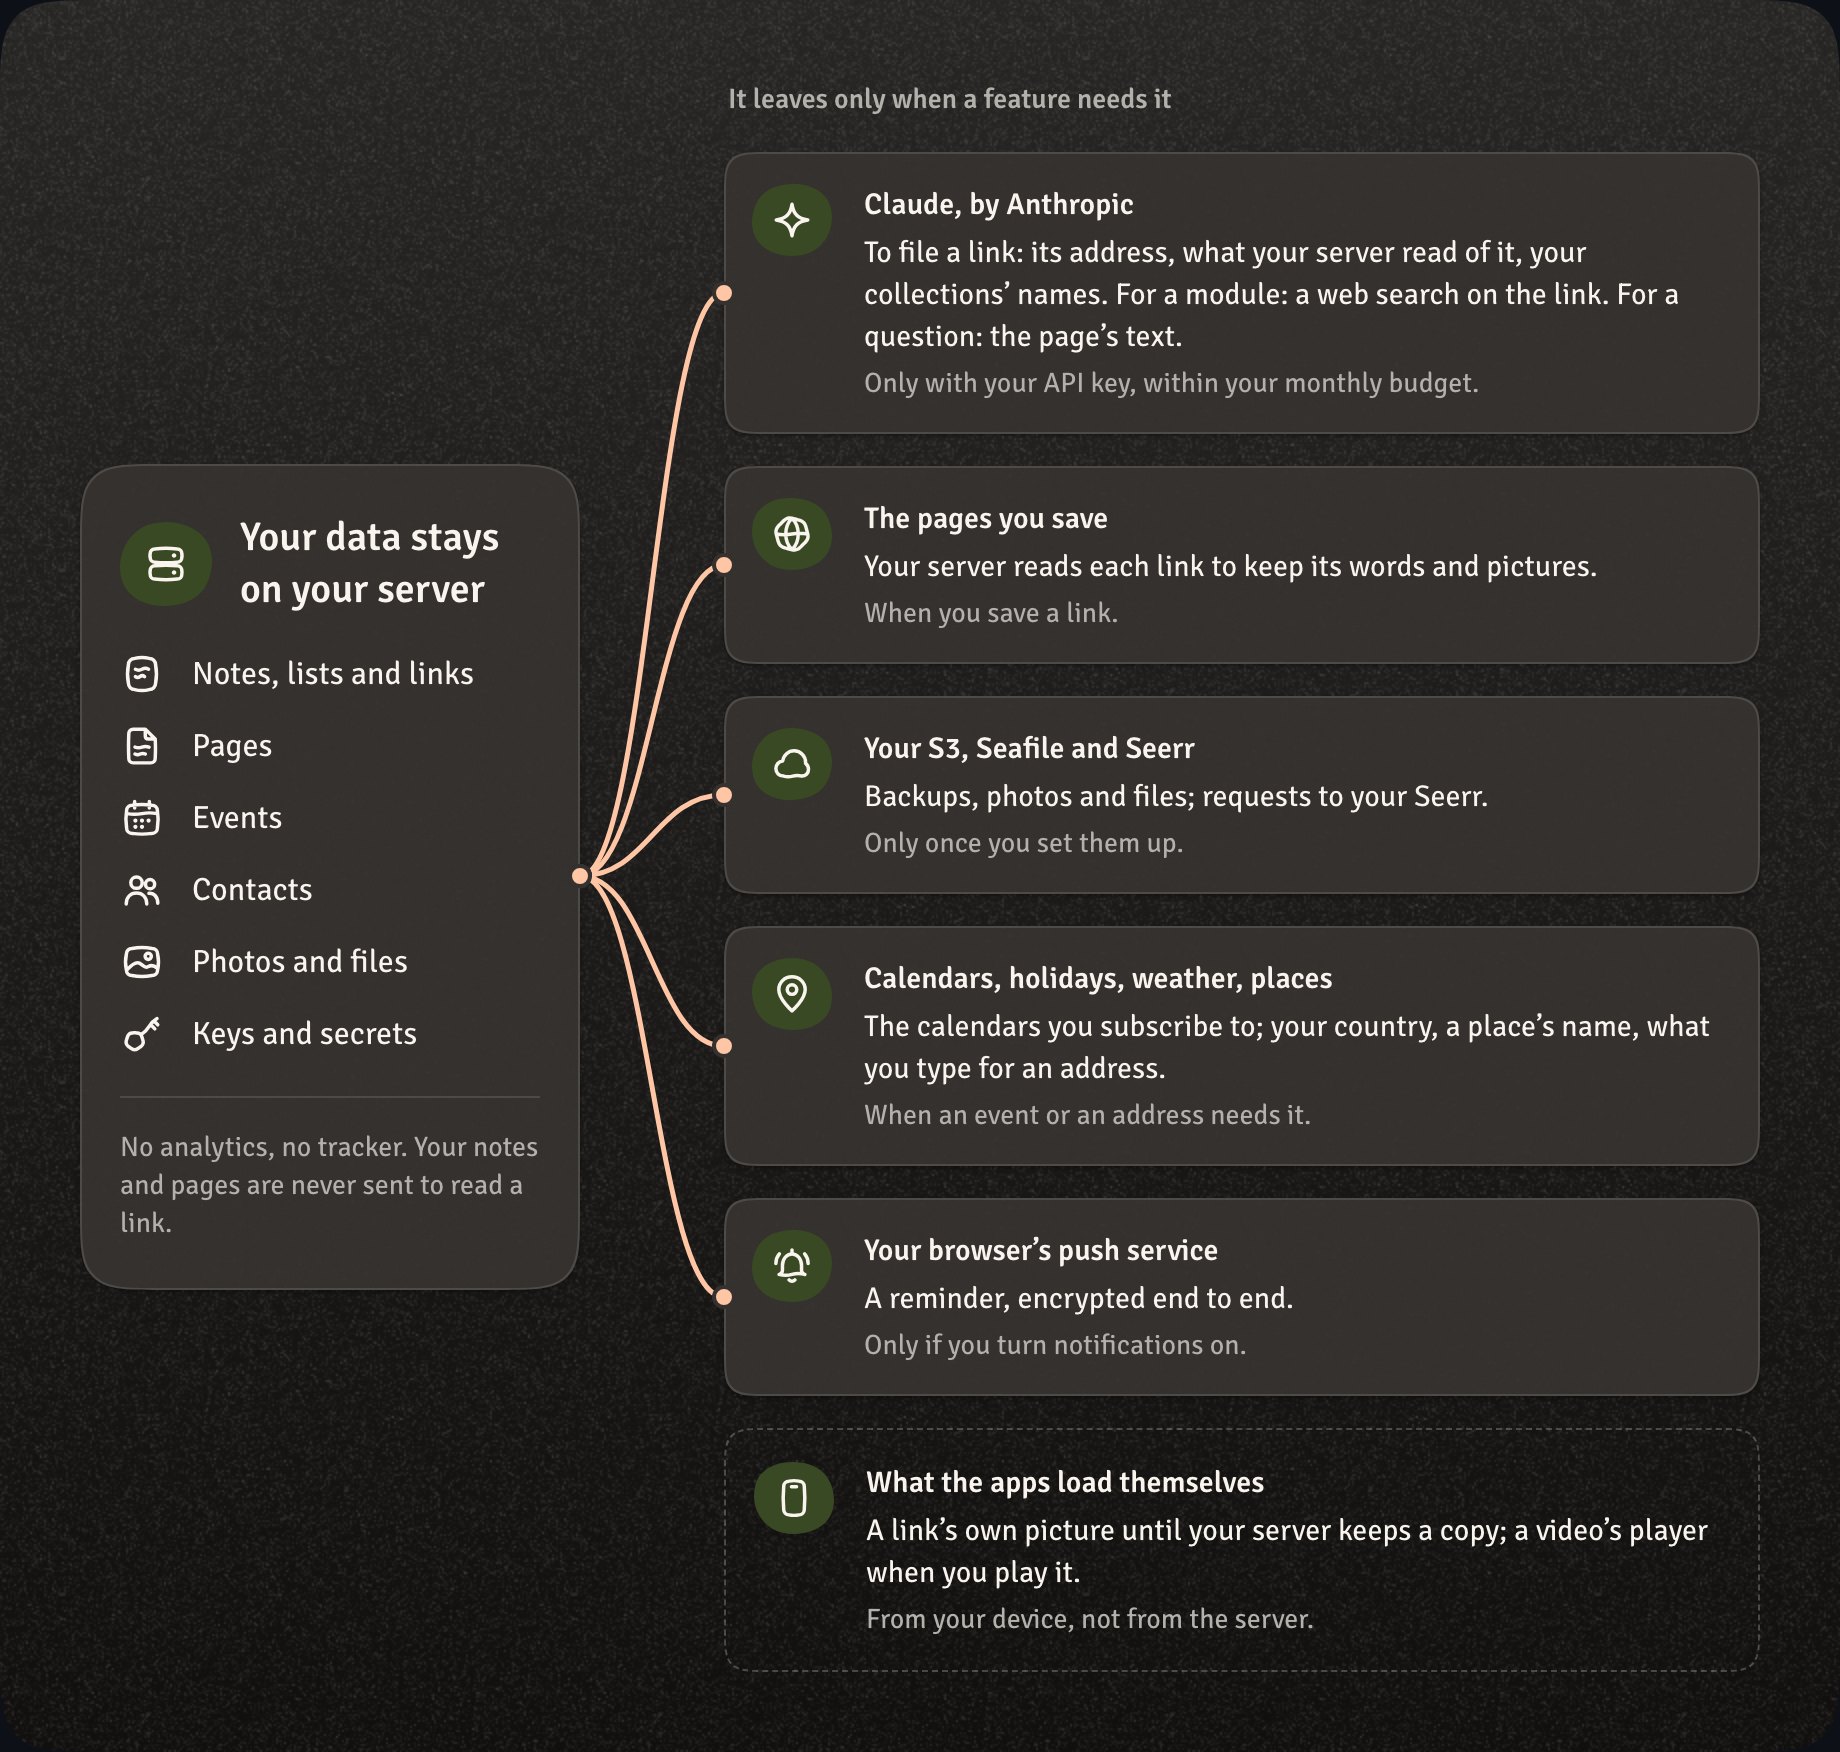 It leaves only when a feature needs it
Your data stays
on your server
Notes, lists and links
Pages
Events
Contacts
Photos and files
Keys and secrets
No analytics, no tracker. Your notes
and pages are never sent to read a
link.
Claude, by Anthropic
To file a link: its address, what your server read of it, your
collections’ names. For a module: a web search on the link. For a
question: the page’s text.
Only with your API key, within your monthly budget.
The pages you save
Your server reads each link to keep its words and pictures.
When you save a link.
Your S3, Seafile and Seerr
Backups, photos and files; requests to your Seerr.
Only once you set them up.
Calendars, holidays, weather, places
The calendars you subscribe to; your country, a place’s name, what
you type for an address.
When an event or an address needs it.
Your browser’s push service
A reminder, encrypted end to end.
Only if you turn notifications on.
What the apps load themselves
A link’s own picture until your server keeps a copy; a video’s player
when you play it.
From your device, not from the server.